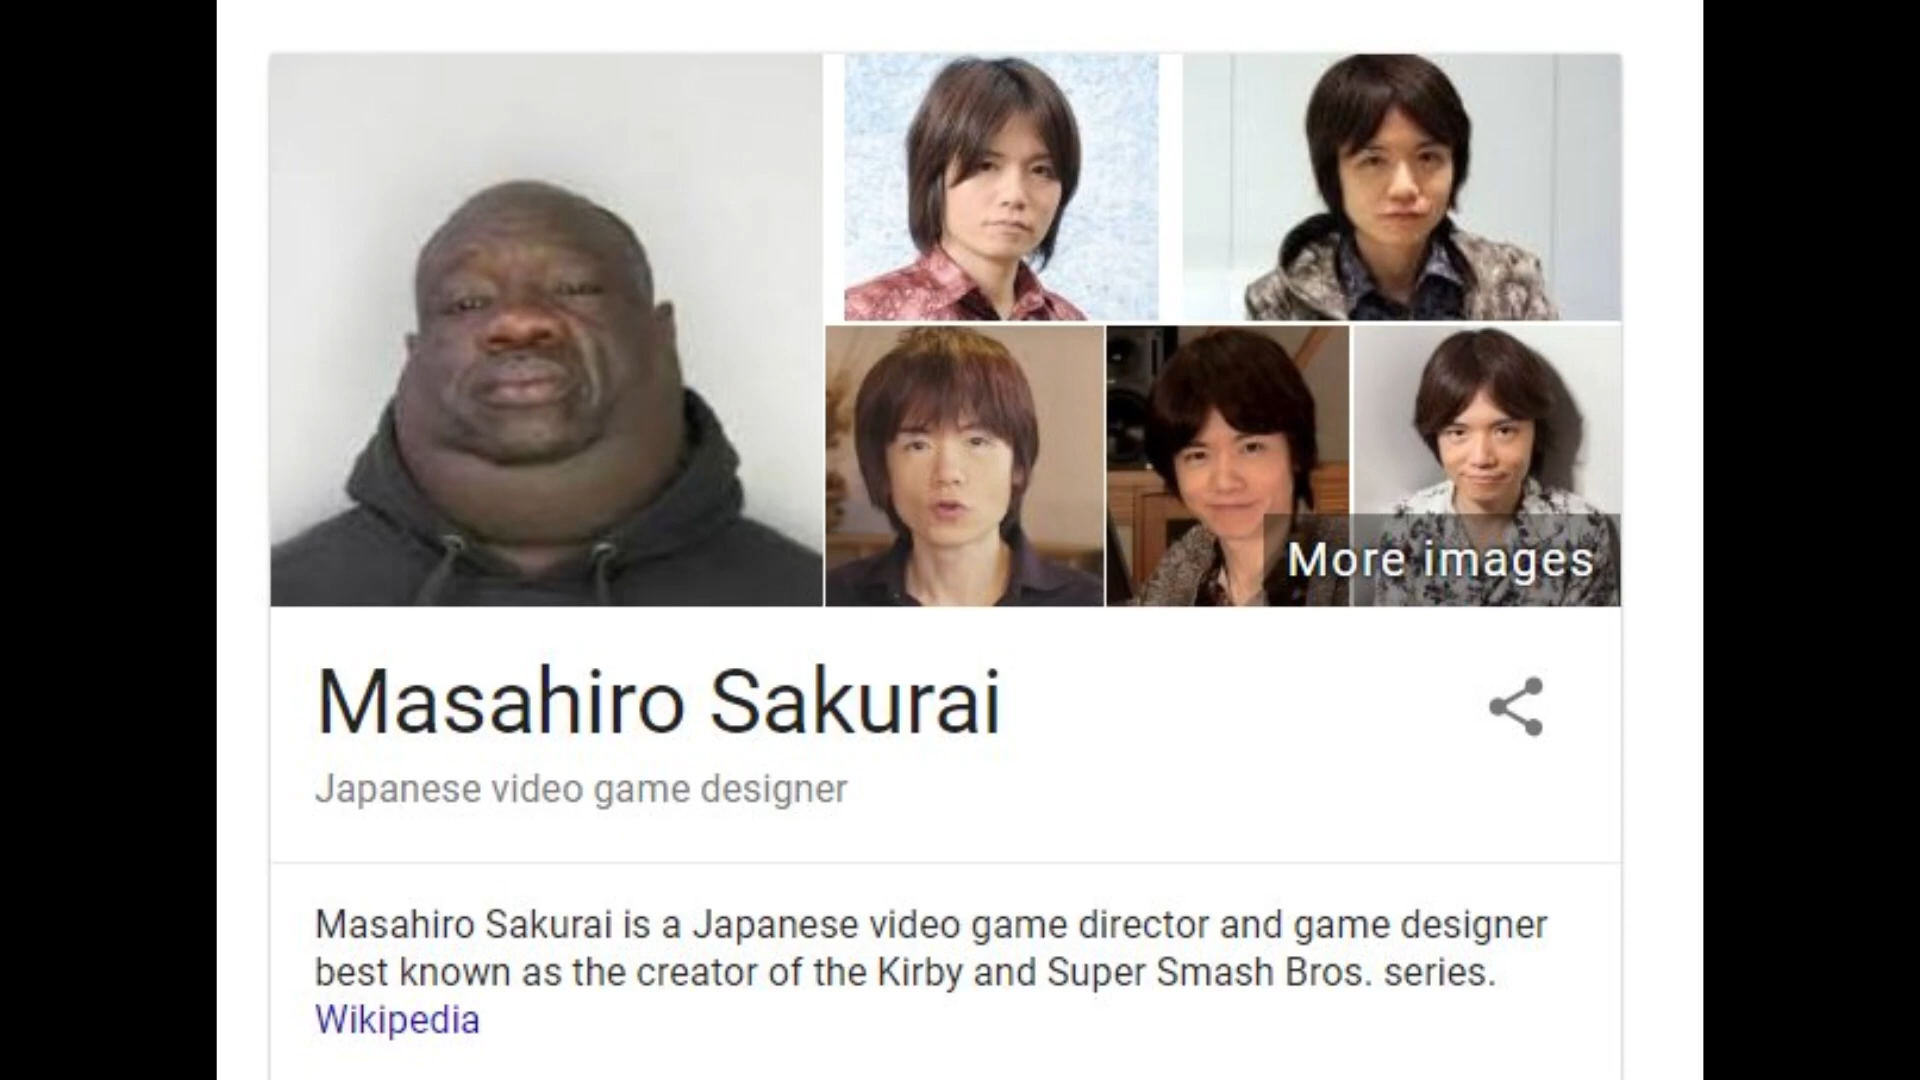 More images
Masahiro Sakurai
Japanese video game designer
Masahiro Sakurai is a Japanese video game director and game designer
best known as the creator of the Kirby and Super Smash Bros. series.
Wikipedia